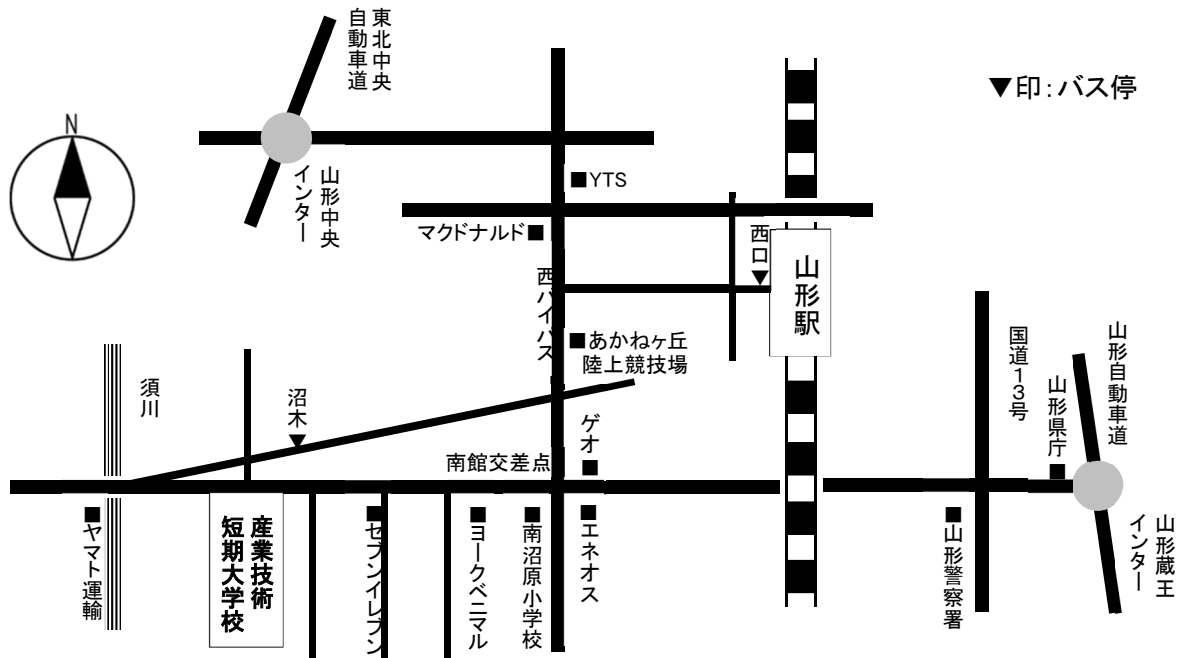 東北中央
自動車道
▼印：バス停
N
山形中央
インター
■YTS
マクドナルド■
西口▼
山形駅
西バイパス
■あかねヶ丘
陸上競技場
国道１３号
山形自動車道
山形県庁■
須川
沼木▼
ゲオ■
南館交差点
■ヤマト運輸
産業技術
短期大学校
■セブンイレブン
■ヨークベニマル
■南沼原小学校
■エネオス
■山形警察署
山形蔵王
インター